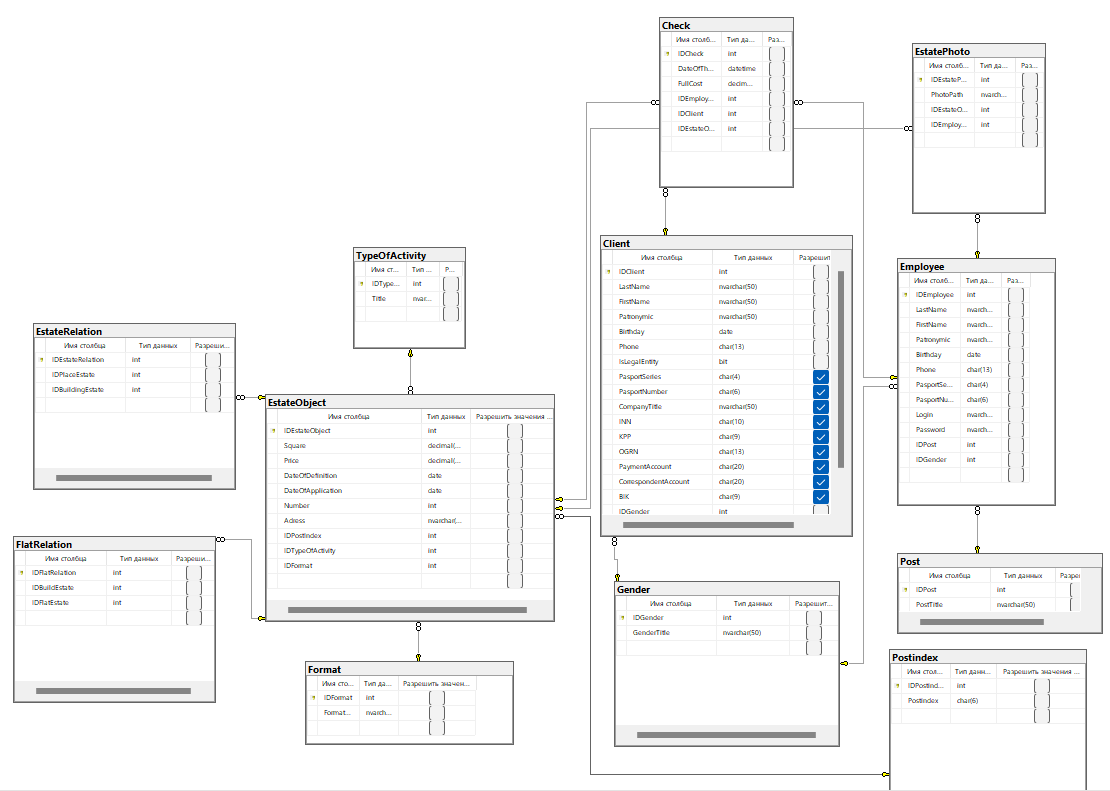 Check
Имя столб... Тип да... Раз...
IDCheck int
DateOfTh... datetime
FullCost decim...
IDEmploy... int
IDClient int
IDEstateO... int
EstatePhoto
Имя столб... Тип да... Раз...
IDEstateP... int
PhotoPath nvarch...
IDEstateO... int
IDEmploy... int
TypeOfActivity
Имя ст... Тип ... Р...
IDType... int
Title nvar...
Client
Имя столбца Тип данных Разрешит
IDClient int
LastName nvarchar(50)
FirstName nvarchar(50)
Patronymic nvarchar(50)
Birthday date
Phone char(13)
IsLegalEntity bit
PasportSeries char(4)
PasportNumber char(6)
CompanyTitle nvarchar(50)
INN char(10)
KPP char(9)
OGRN char(13)
PaymentAccount char(20)
CorrespondentAccount char(20)
BIK char(9)
IDGender int
Employee
Имя столб... Тип да... Раз...
IDEmployee int
LastName nvarch...
FirstName nvarch...
Patronymic nvarch...
Birthday date
Phone char(13)
PasportSe... char(4)
PasportNu... char(6)
Login nvarch...
Password nvarch...
IDPost int
IDGender int
EstateRelation
Имя столбца Тип данных Разреши...
IDEstateRelation int
IDPlaceEstate int
IDBuildingEstate int
EstateObject
Имя столбца Тип данных Разрешить значения ...
IDEstateObject int
Square decimal(...
Price decimal(...
DateOfDefinition date
DateOfApplication date
Number int
Adress nvarchar(...
IDPostIndex int
IDTypeOfActivity int
IDFormat int
FlatRelation
Имя столбца Тип данных Разреши...
IDFlatRelation int
IDBuildEstate int
IDFlatEstate int
Format
Имя сто... Тип да... Разрешить значен...
IDFormat int
Format... nvarch...
Gender
Имя столбца Тип данных Разрешит...
IDGender int
GenderTitle nvarchar(50)
Post
Имя столбца Тип данных Разрег
IDPost int
PostTitle nvarchar(50)
PostIndex
Имя стол... Тип данн... Разрешить значения ...
IDPostInd... int
PostIndex char(6)